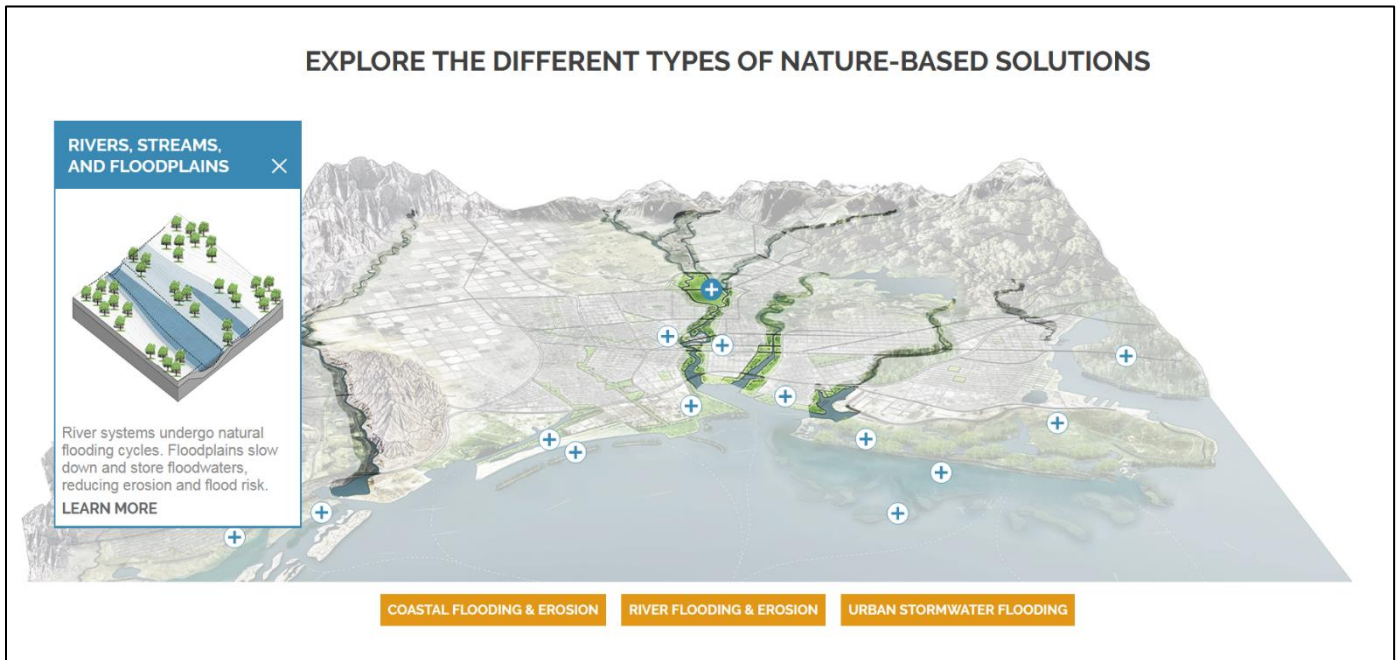 EXPLORE THE DIFFERENT TYPES OF NATURE-BASED SOLUTIONS
RIVERS, STREAMS,
AND FLOODPLAINS
River systems undergo natural
flooding cycles. Floodplains slow
down and store floodwaters,
reducing erosion and flood risk.
LEARN MORE
COASTAL FLOODING & EROSION
RIVER FLOODING & EROSION
URBAN STORMWATER FLOODING